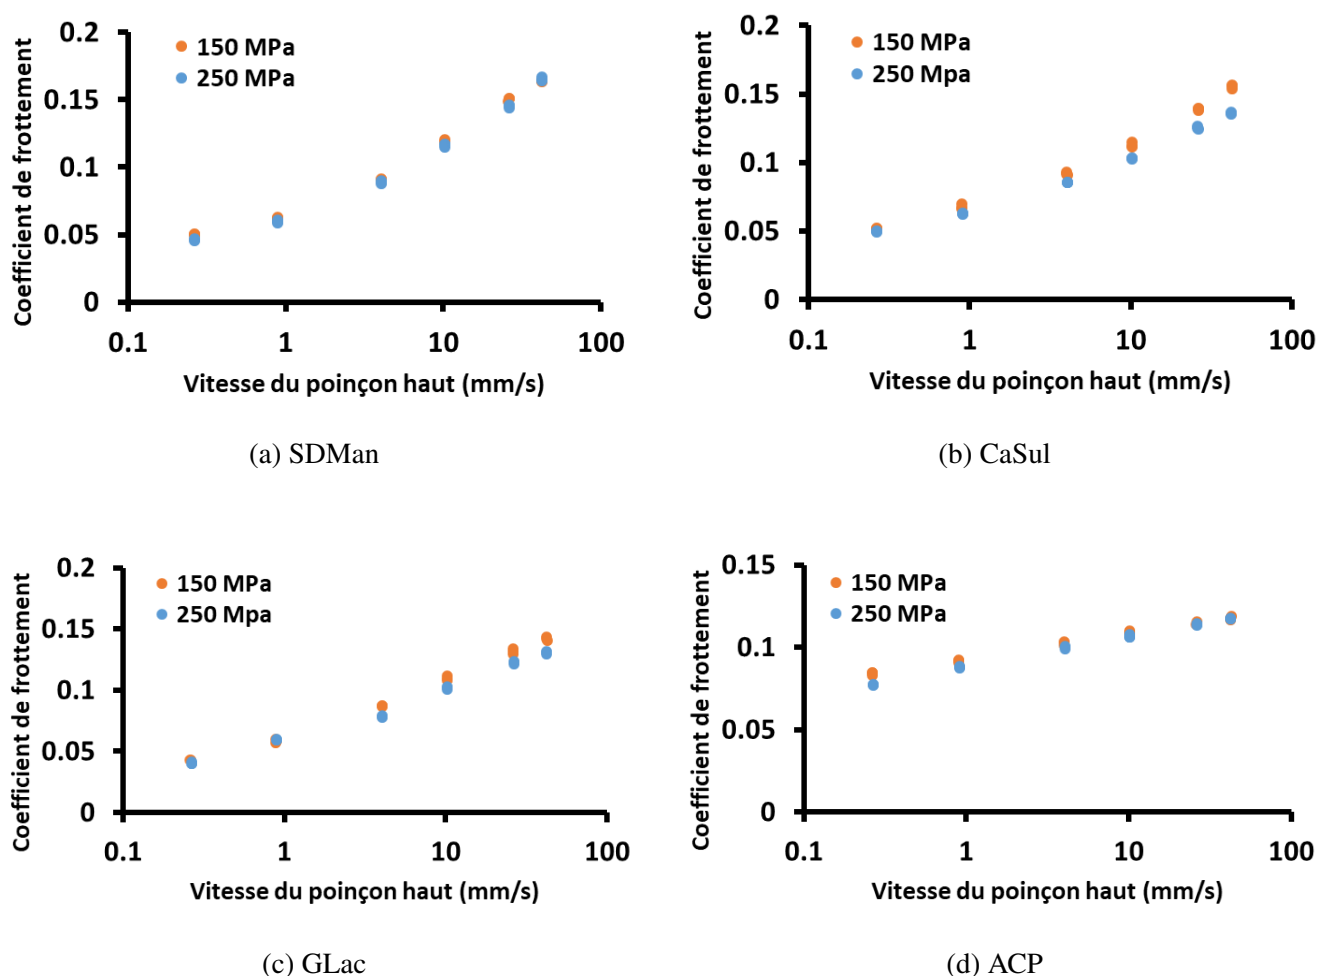 Coefficient de frottement
0.2
0.15
0.1
0.05
0
150 MPa
250 MPa
0.1 1 10 100
Vitesse du poinçon haut (mm/s)
(a) SDMan
Coefficient de frottement
0.2
0.15
0.1
0.05
0
150 MPa
250 Mpa
0.1 1 10 100
Vitesse du poinçon haut (mm/s)
(b) CaSul
Coefficient de frottement
0.2
0.15
0.1
0.05
0
150 MPa
250 Mpa
0.1 1 10 100
Vitesse du poinçon haut (mm/s)
(c) GLac
Coefficient de frottement
0.15
0.1
0.05
0
150 MPa
250 MPa
0.1 1 10 100
Vitesse du poinçon haut (mm/s)
(d) ACP